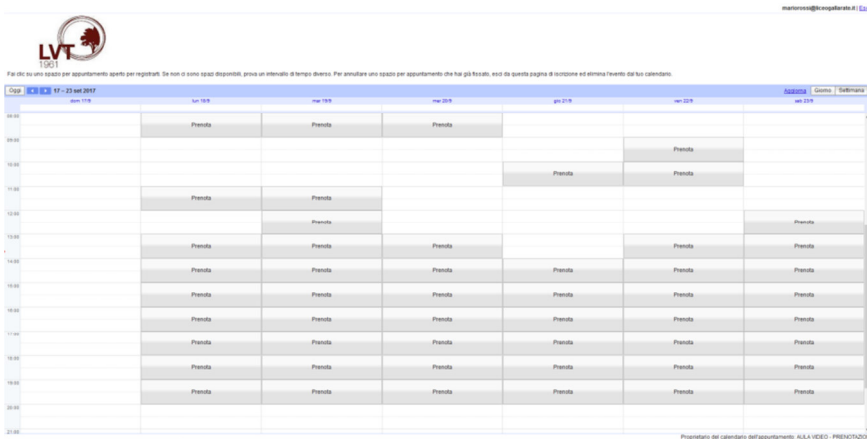 mariorossi@liceogallarate.it |
LVT
1961
Fai clic su uno spazio per appuntamento aperto per registrarti. Se non ci sono spazi disponibili, prova un intervallo di tempo diverso. Per annullare uno spazio per appuntamento che hai già fissato, esci da questa pagina di iscrizione ed elimina l'evento dal tuo calendario.
Oggi 17 – 23 set 2017 Aggiorna Giorno Settimana
dom 17/9 lun 18/9 mar 19/9 mer 20/9 gio 21/9 ven 22/9 sab 23/9
08:00
Prenota Prenota Prenota
09:00
Prenota
10:00
Prenota Prenota
11:00
Prenota Prenota
12:00
Prenota Prenota
13:00
Prenota Prenota Prenota Prenota Prenota
14:00
Prenota Prenota Prenota Prenota Prenota Prenota
15:00
Prenota Prenota Prenota Prenota Prenota Prenota
16:00
Prenota Prenota Prenota Prenota Prenota Prenota
17:00
Prenota Prenota Prenota Prenota Prenota Prenota
18:00
Prenota Prenota Prenota Prenota Prenota Prenota
19:00
Prenota Prenota Prenota Prenota Prenota Prenota
20:00
21:00
Proprietario del calendario dell'appuntamento: AULA VIDEO - PRENOTAZIO